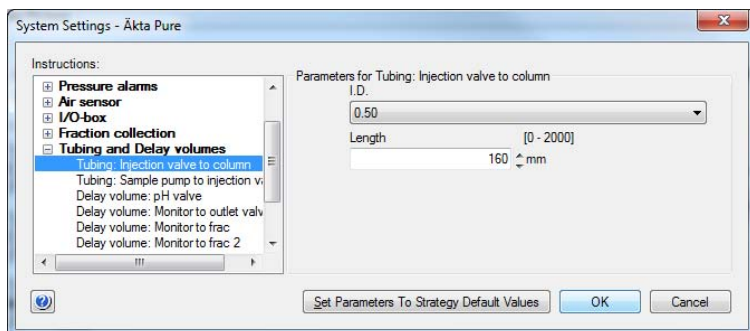 System Settings - Äkta Pure
Instructions:
Pressure alarms
Air sensor
I/O-box
Fraction collection
Tubing and Delay volumes
Tubing: Injection valve to column
Tubing: Sample pump to injection va
Delay volume: pH valve
Delay volume: Monitor to outlet valv
Delay volume: Monitor to frac
Delay volume: Monitor to frac 2
Parameters for Tubing: Injection valve to column
I.D.
0.50
Length [0 - 2000]
160 mm
Set Parameters To Strategy Default Values OK Cancel